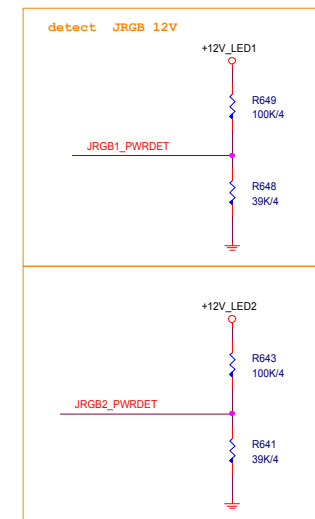 detect JRGB 12V
+12V_LED1
R649
100K/4
JRGB1_PWRDET
R648
39K/4
+12V_LED2
R643
100K/4
JRGB2_PWRDET
R641
39K/4